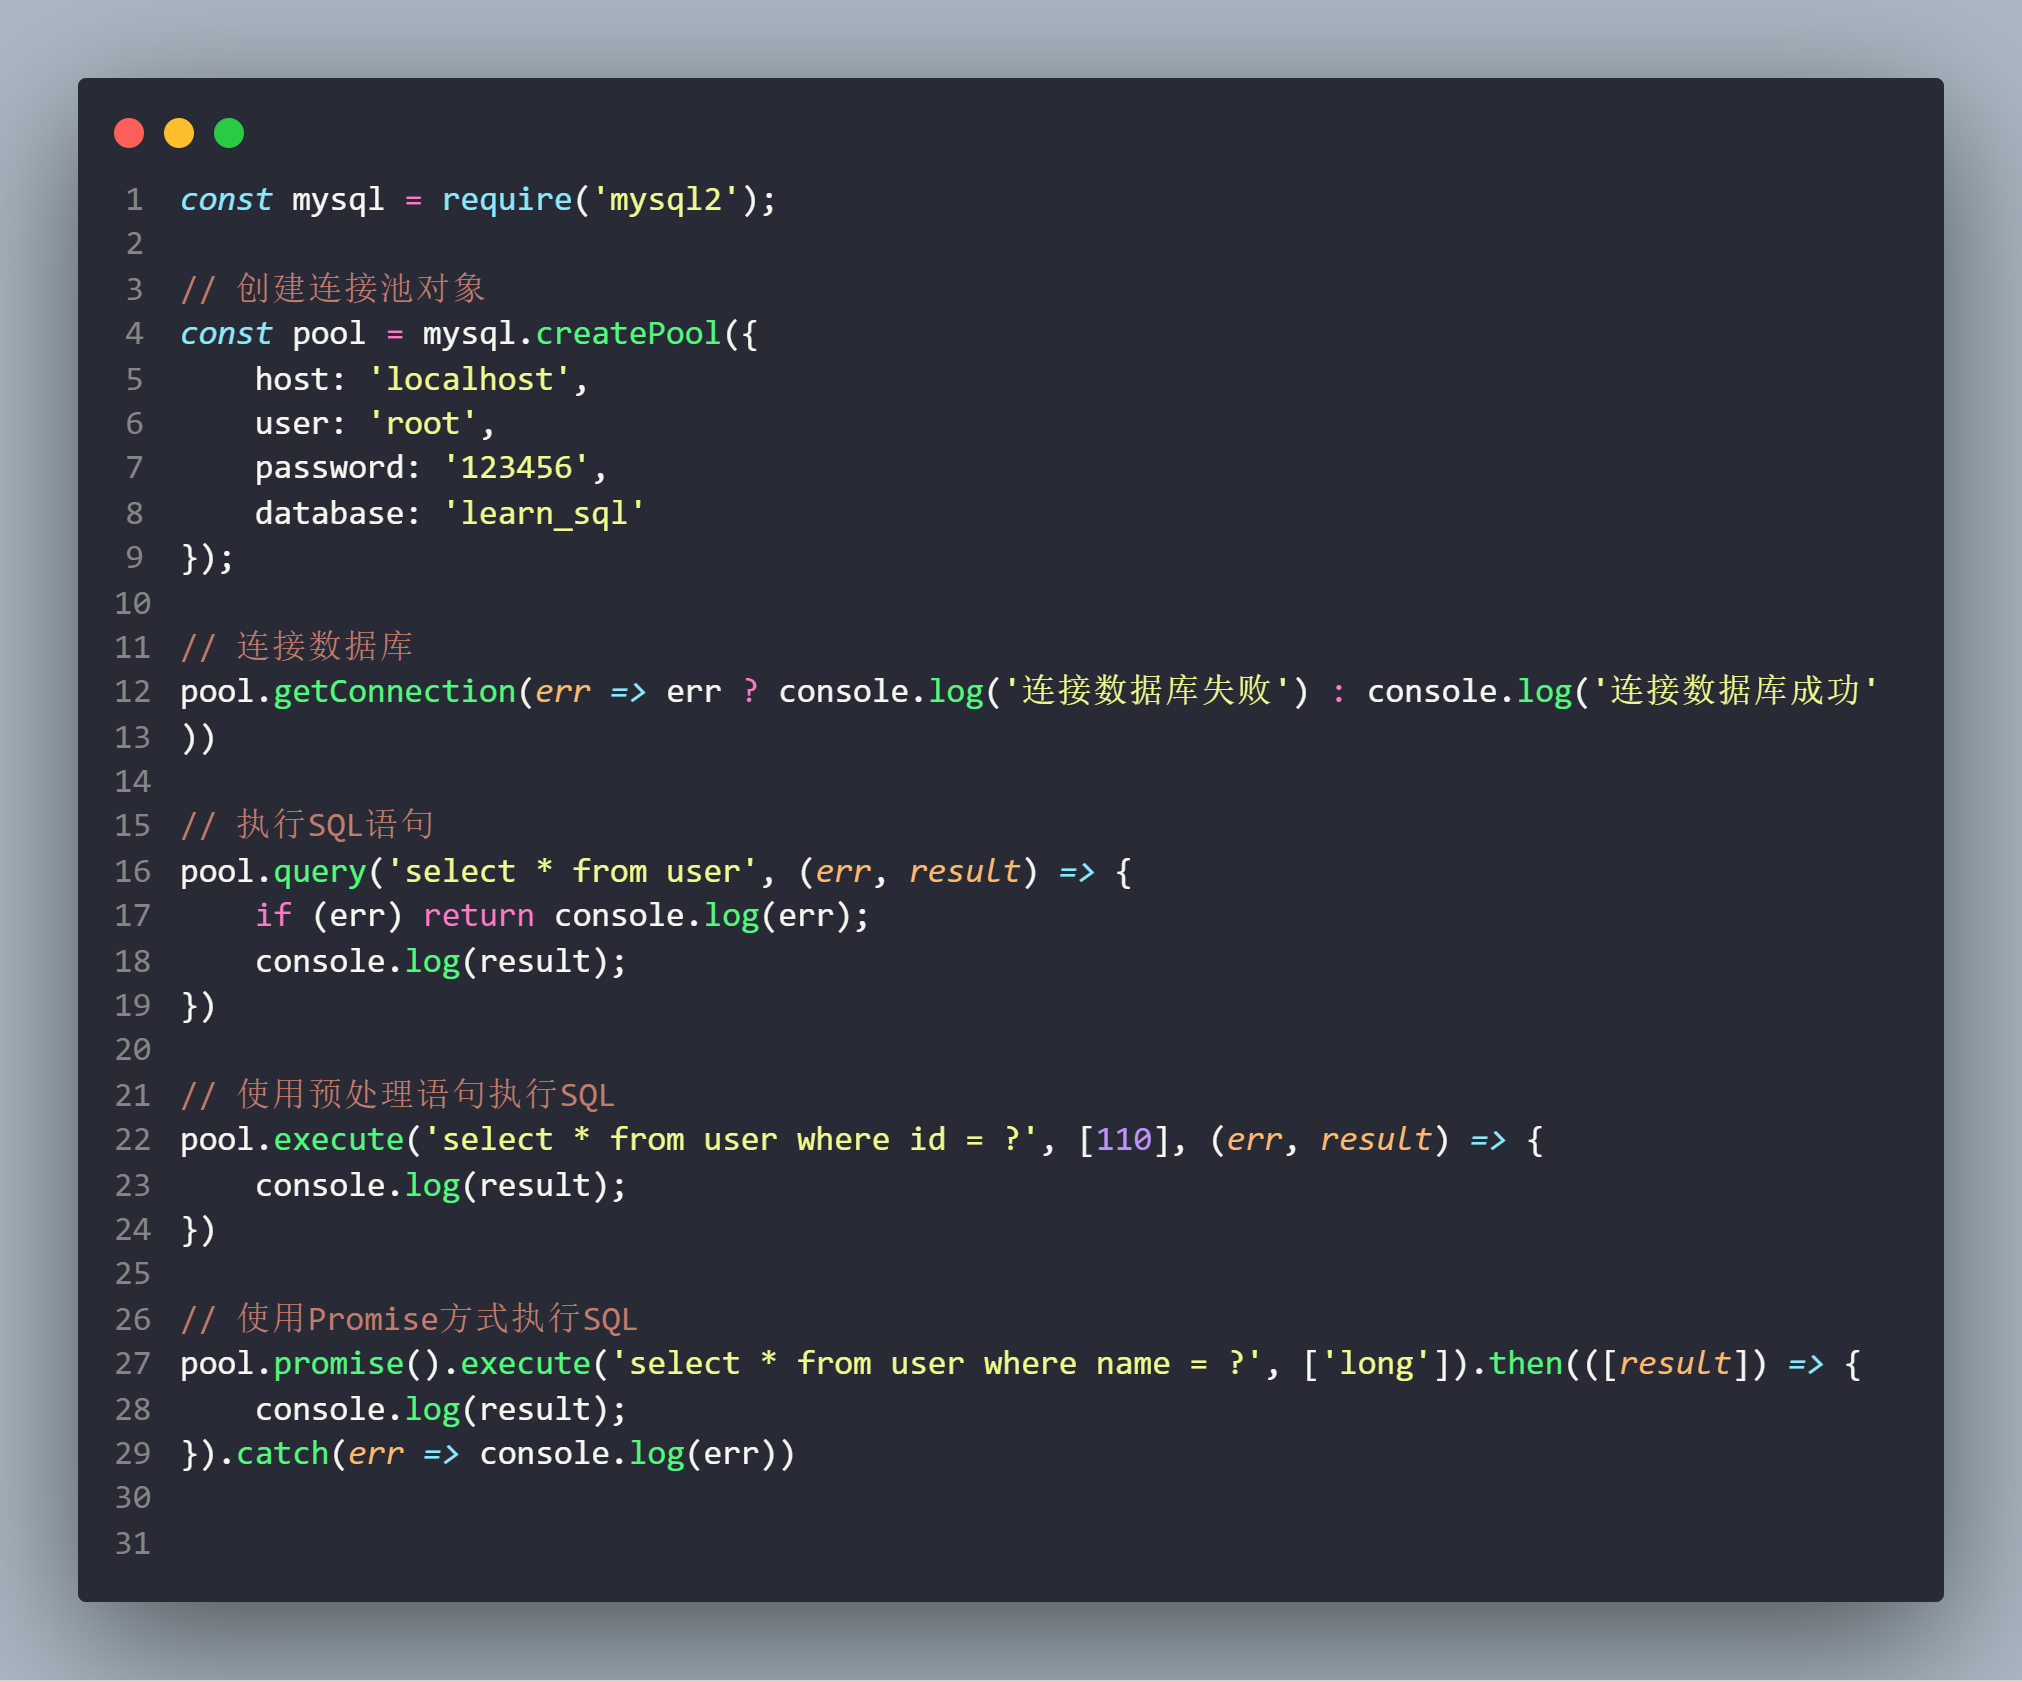 1 const mysql = require('mysql2');
2
3 // 创建连接池对象
4 const pool = mysql.createPool({
5     host: 'localhost',
6     user: 'root',
7     password: '123456',
8     database: 'learn_sql'
9 });
10
11 // 连接数据库
12 pool.getConnection(err => err ? console.log('连接数据库失败') : console.log('连接数据库成功'
13 ))
14
15 // 执行SQL语句
16 pool.query('select * from user', (err, result) => {
17     if (err) return console.log(err);
18     console.log(result);
19 })
20
21 // 使用预处理语句执行SQL
22 pool.execute('select * from user where id = ?', [110], (err, result) => {
23     console.log(result);
24 })
25
26 // 使用Promise方式执行SQL
27 pool.promise().execute('select * from user where name = ?', ['long']).then(([result]) => {
28     console.log(result);
29 }).catch(err => console.log(err))
30
31